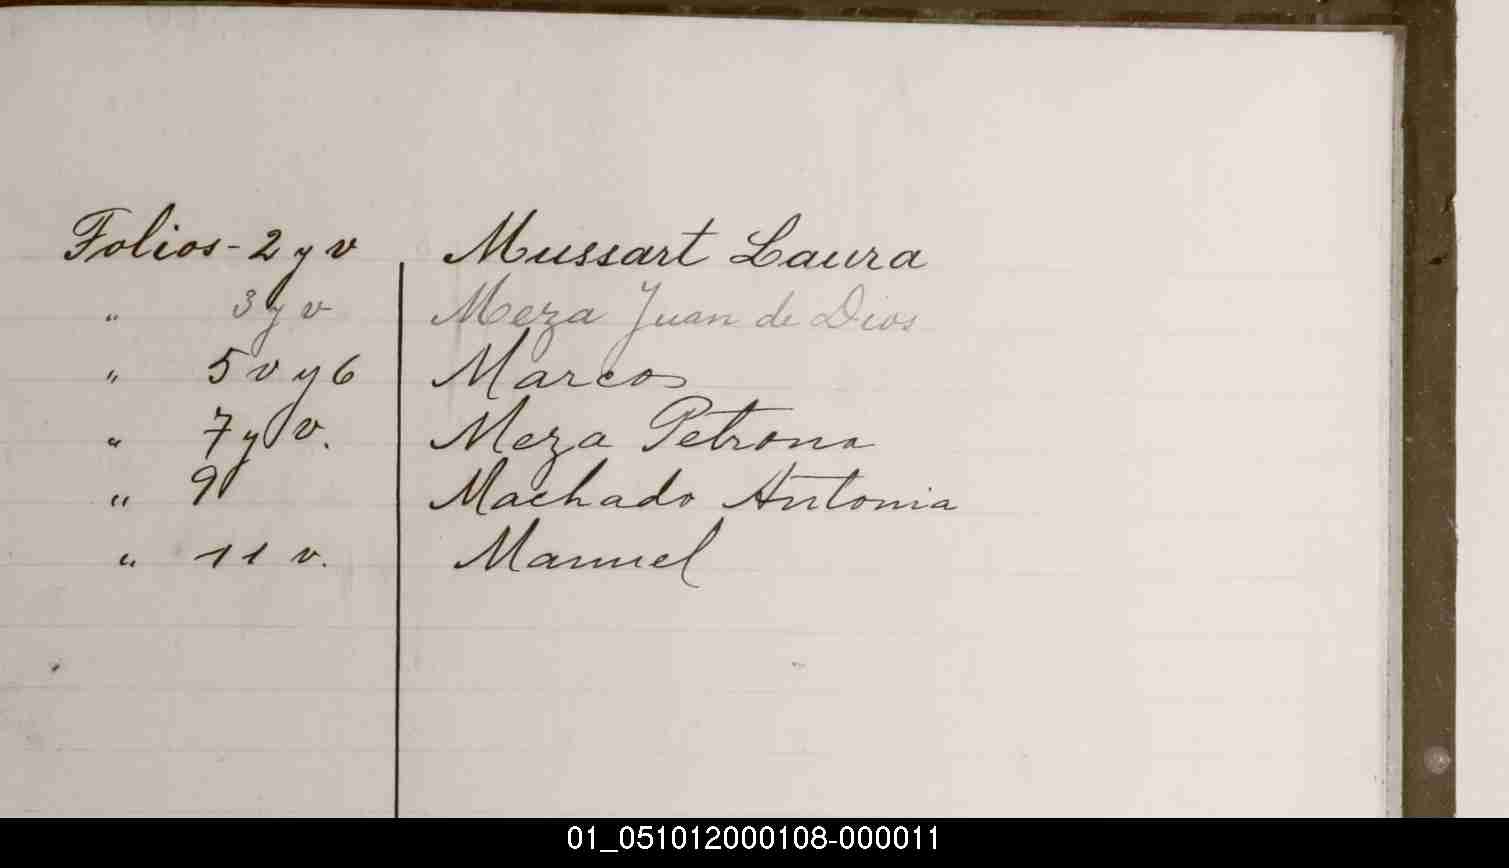 Folios - 2 y v Mussart Laura
" 3 y v Meza Juan de Dios
" 5 v y 6 Marcos
" 7 y v. Meza Petrona
" 9 Machado Antonia
" 11 v. Manuel
01_051012000108-000011